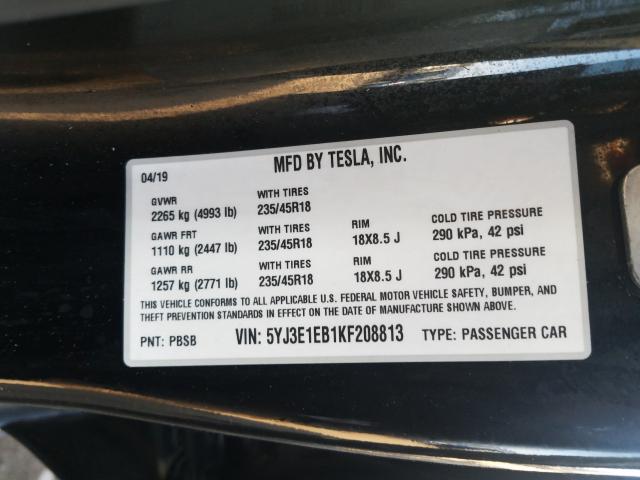 04/19 MFD BY TESLA, INC.
GVWR WITH TIRES
2265 kg (4993 lb) 235/45R18
GAWR FRT WITH TIRES RIM COLD TIRE PRESSURE
1110 kg (2447 lb) 235/45R18 18X8.5 J 290 kPa, 42 psi
GAWR RR WITH TIRES RIM COLD TIRE PRESSURE
1257 kg (2771 lb) 235/45R18 18X8.5 J 290 kPa, 42 psi
THIS VEHICLE CONFORMS TO ALL APPLICABLE U.S. FEDERAL MOTOR VEHICLE SAFETY, BUMPER, AND
THEFT PREVENTION STANDARDS IN EFFECT ON THE DATE OF MANUFACTURE SHOWN ABOVE.
PNT: PBSB VIN: 5YJ3E1EB1KF208813 TYPE: PASSENGER CAR